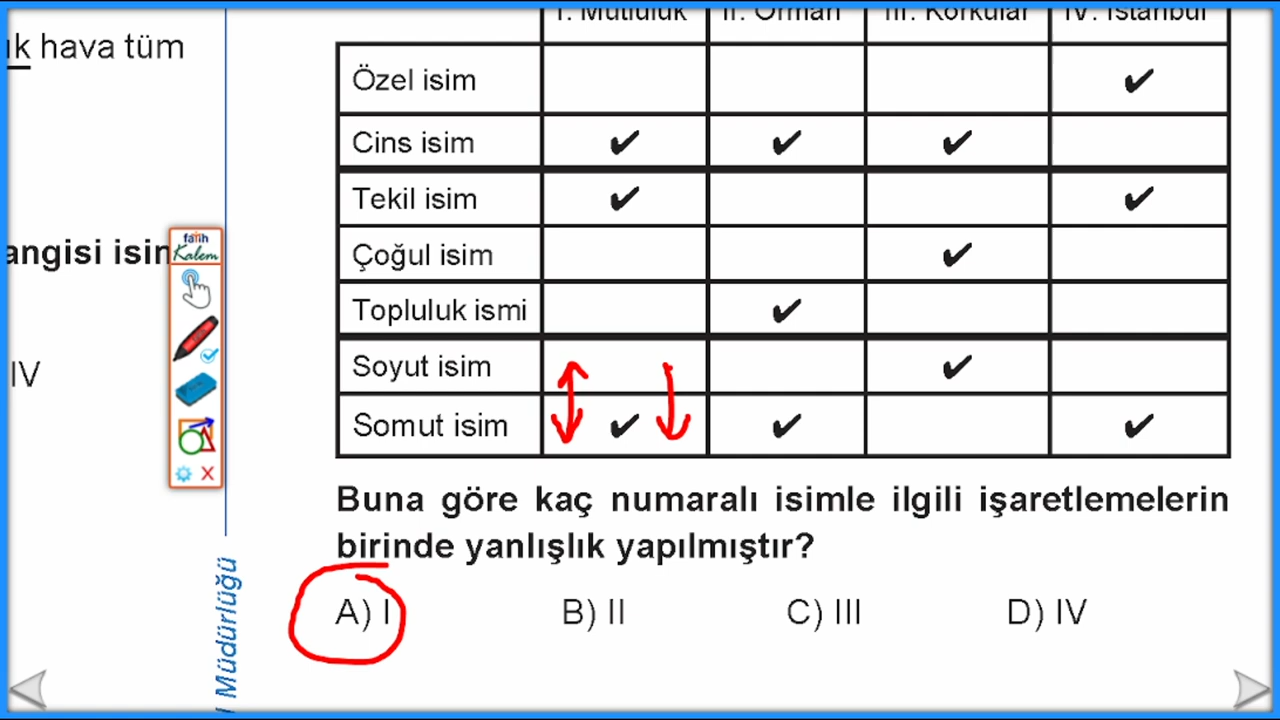 I. Mutluluk II. Orman III. Korkular IV. İstanbul
ık hava tüm
Özel isim ✔
Cins isim ✔ ✔ ✔
Tekil isim ✔ ✔
angisi isim
fatih
Kalem
Çoğul isim ✔
Topluluk ismi ✔
IV
Soyut isim ✔
Somut isim ✔ ✔ ✔
Buna göre kaç numaralı isimle ilgili işaretlemelerin
birinde yanlışlık yapılmıştır?
A) I B) II C) III D) IV
l Müdürlüğü